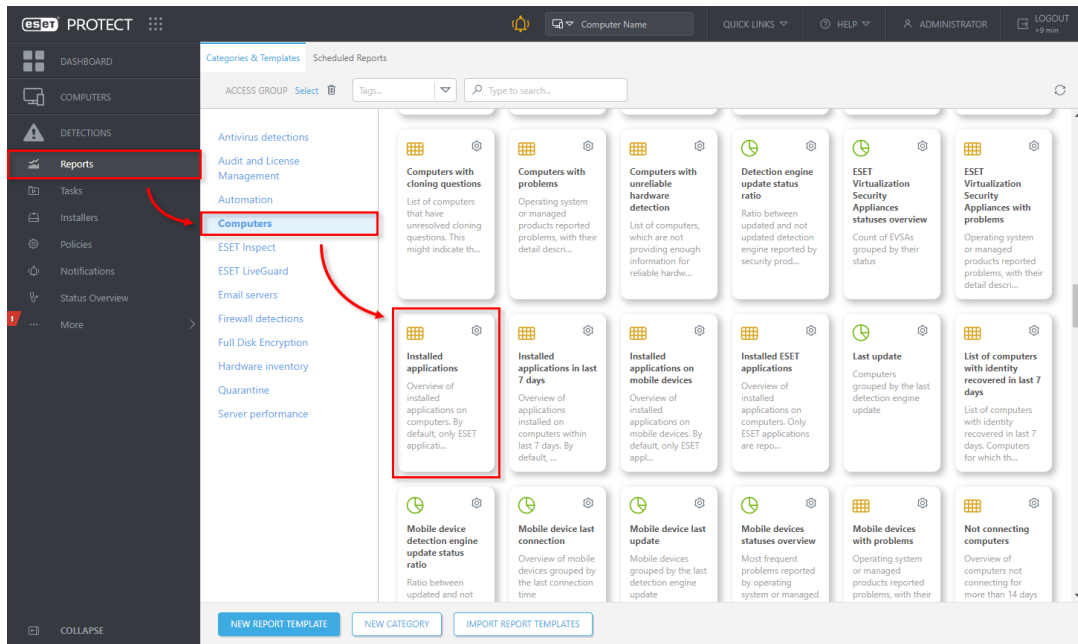 eset PROTECT
Computer Name
QUICK LINKS
HELP
ADMINISTRATOR
LOGOUT
>9 min
DASHBOARD
COMPUTERS
DETECTIONS
Reports
Tasks
Installers
Policies
Notifications
Status Overview
1
More
COLLAPSE
Categories & Templates
Scheduled Reports
ACCESS GROUP Select
Tags...
Type to search...
Antivirus detections
Audit and License
Management
Automation
Computers
ESET Inspect
ESET LiveGuard
Email servers
Firewall detections
Full Disk Encryption
Hardware inventory
Quarantine
Server performance
Computers with
cloning questions
List of computers
that have
unresolved cloning
questions. This
might indicate th...
Computers with
problems
Operating system
or managed
products reported
problems, with their
detail descri...
Computers with
unreliable
hardware
detection
List of computers,
which are not
providing enough
information for
reliable hardw...
Detection engine
update status
ratio
Ratio between
updated and not
updated detection
engine reported by
security prod...
ESET
Virtualization
Security
Appliances
statuses overview
Count of EVSAs
grouped by their
status
ESET
Virtualization
Security
Appliances with
problems
Operating system
or managed
products reported
problems, with their
detail descri...
Installed
applications
Overview of
installed
applications on
computers. By
default, only ESET
applicati...
Installed
applications in last
7 days
Overview of
applications
installed on
computers within
last 7 days. By
default, ...
Installed
applications on
mobile devices
Overview of
installed
applications on
mobile devices. By
default, only ESET
appl...
Installed ESET
applications
Overview of
installed
applications on
computers. Only
ESET applications
are repo...
Last update
Computers
grouped by the last
detection engine
update
List of computers
with identity
recovered in last 7
days
List of computers
with identity
recovered in last 7
days. Computers
for which th...
Mobile device
detection engine
update status
ratio
Ratio between
updated and not
Mobile device last
connection
Overview of mobile
devices grouped by
the last connection
time
Mobile device last
update
Mobile devices
grouped by the last
detection engine
update
Mobile devices
statuses overview
Most frequent
problems reported
by operating
system or managed
Mobile devices
with problems
Operating system
or managed
products reported
problems, with their
Not connecting
computers
Overview of
computers not
connecting for
more than 14 days
NEW REPORT TEMPLATE
NEW CATEGORY
IMPORT REPORT TEMPLATES